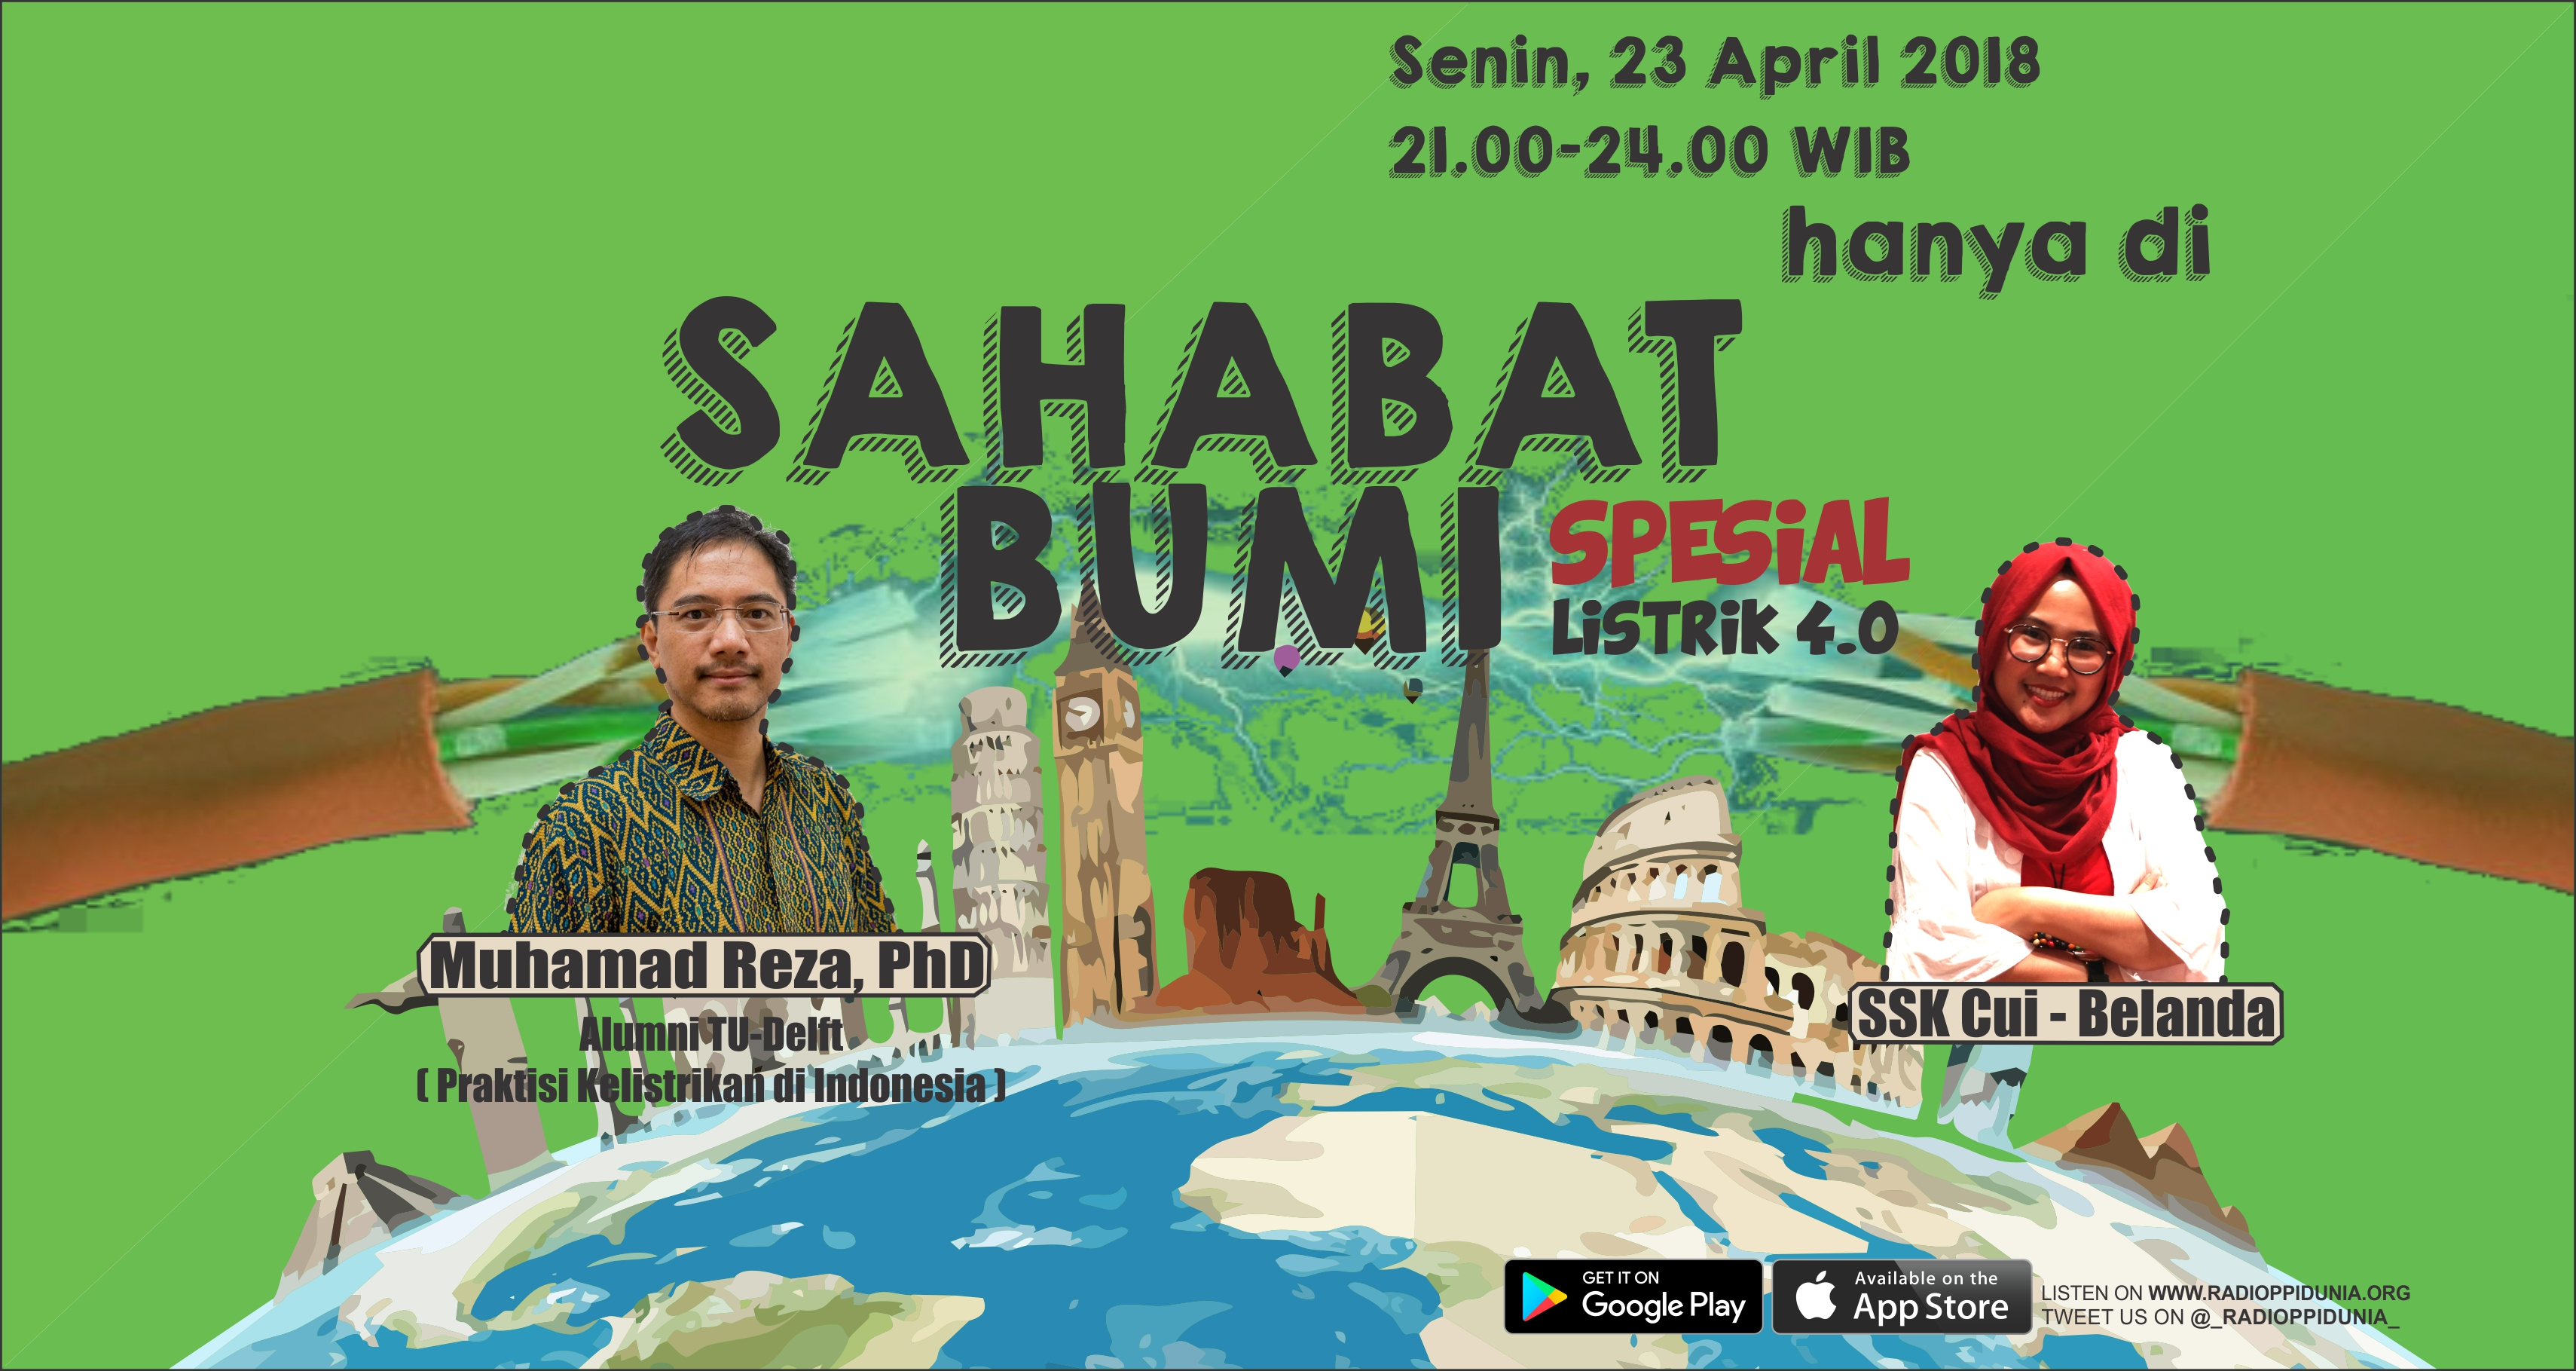 Senin, 23 April 2018
21.00-24.00 WIB
hanya di
SAHABAT
BUMI
SPESiAL
LiSTRiK 4.0
Muhamad Reza, PhD
Alumni TU-Delft
( Praktisi Kelistrikan di Indonesia )
SSK Cui - Belanda
GET IT ON
Google Play
Available on the
App Store
LISTEN ON WWW.RADIOPPIDUNIA.ORG
TWEET US ON @_RADIOPPIDUNIA_